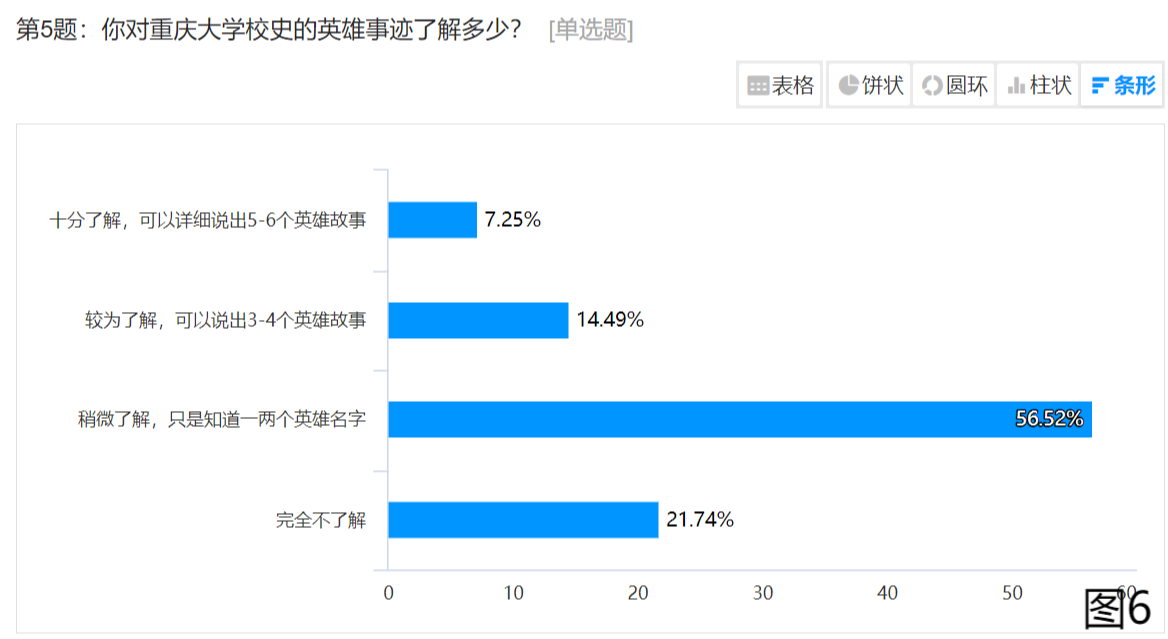 第5题：你对重庆大学校史的英雄事迹了解多少？ [单选题]
表格 饼状 圆环 柱状 条形
十分了解，可以详细说出5-6个英雄故事 7.25%
较为了解，可以说出3-4个英雄故事 14.49%
稍微了解，只是知道一两个英雄名字 56.52%
完全不了解 21.74%
0 10 20 30 40 50 60
图6